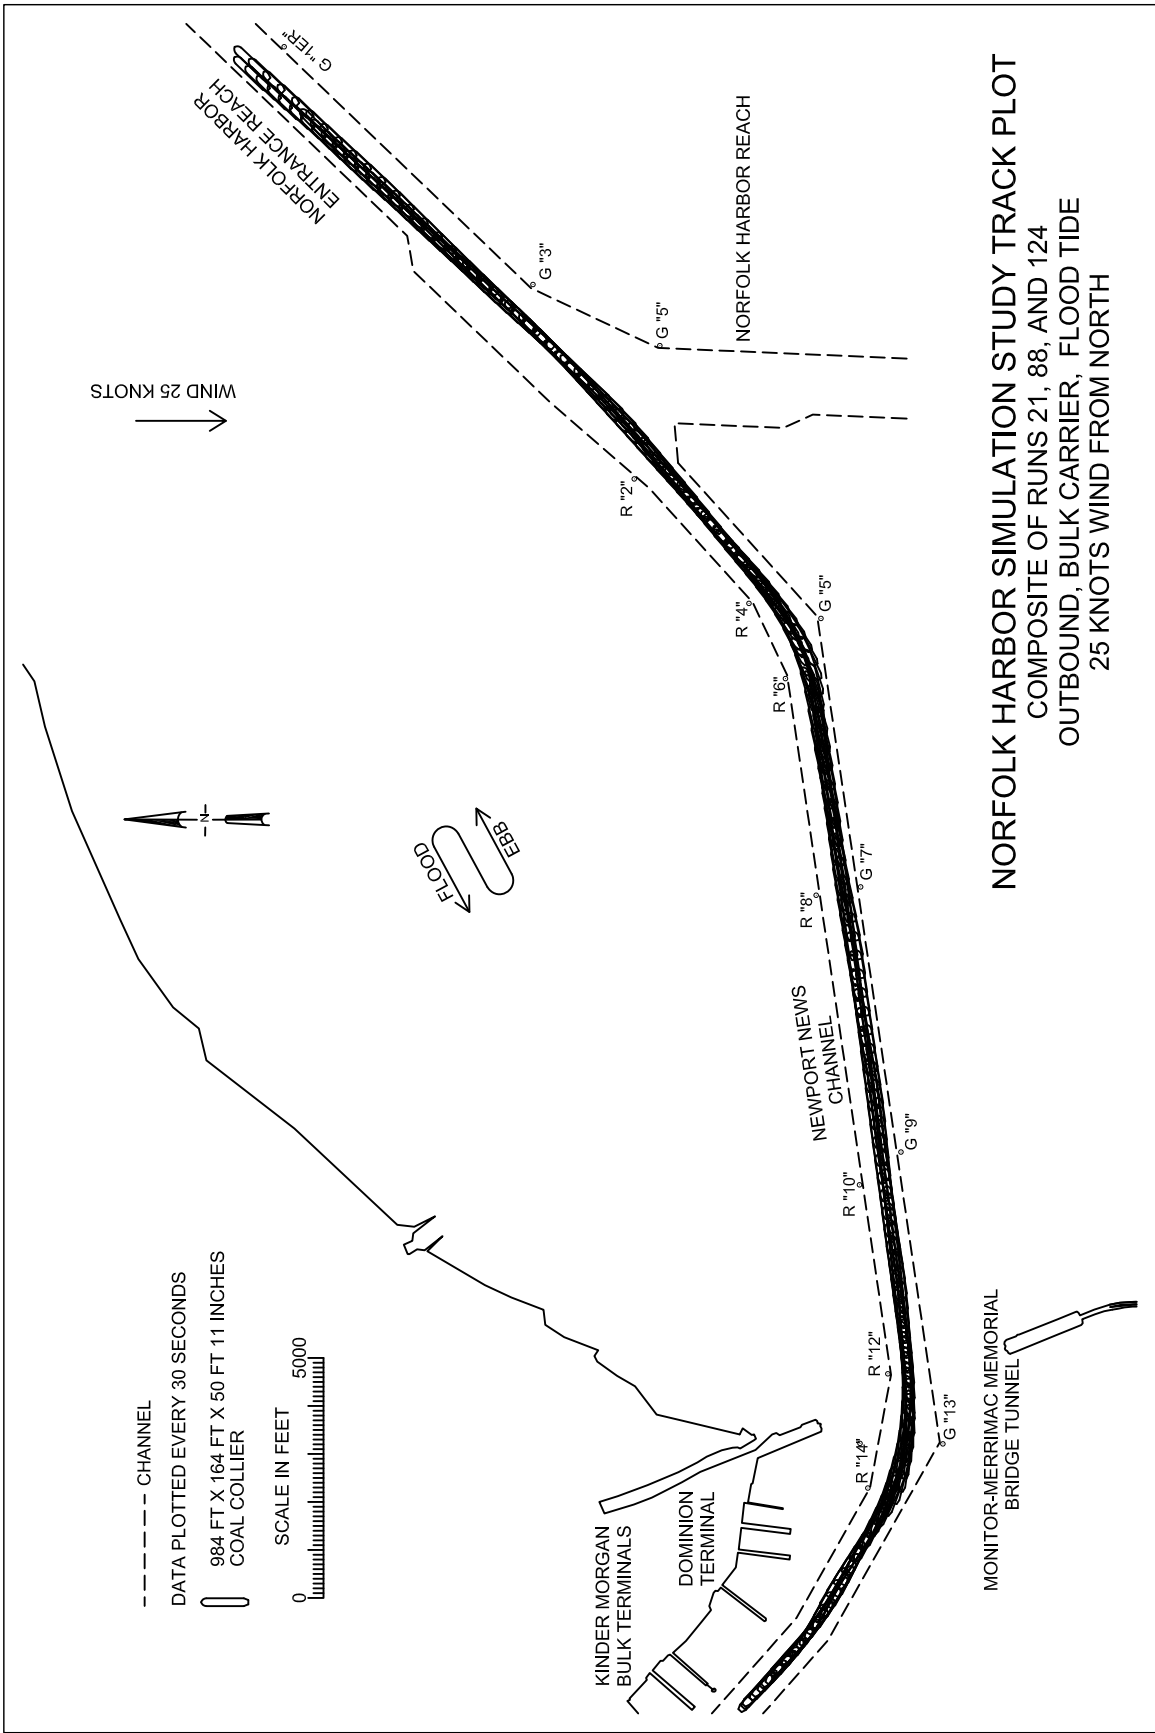 NORFOLK HARBOR SIMULATION STUDY TRACK PLOT
COMPOSITE OF RUNS 21, 88, AND 124
OUTBOUND, BULK CARRIER, FLOOD TIDE
25 KNOTS WIND FROM NORTH
CHANNEL
DATA PLOTTED EVERY 30 SECONDS
984 FT X 164 FT X 50 FT 11 INCHES
COAL COLLIER
SCALE IN FEET
0
5000
N
WIND 25 KNOTS
FLOOD
EBB
NORFOLK HARBOR
ENTRANCE REACH
G "1ER"
G "3"
G "5"
NORFOLK HARBOR REACH
R "2"
R "4"
R "6"
G "5"
R "8"
G "7"
NEWPORT NEWS
CHANNEL
R "10"
G "9"
R "12"
R "14"
G "13"
MONITOR-MERRIMAC MEMORIAL
BRIDGE TUNNEL
KINDER MORGAN
BULK TERMINALS
DOMINION
TERMINAL